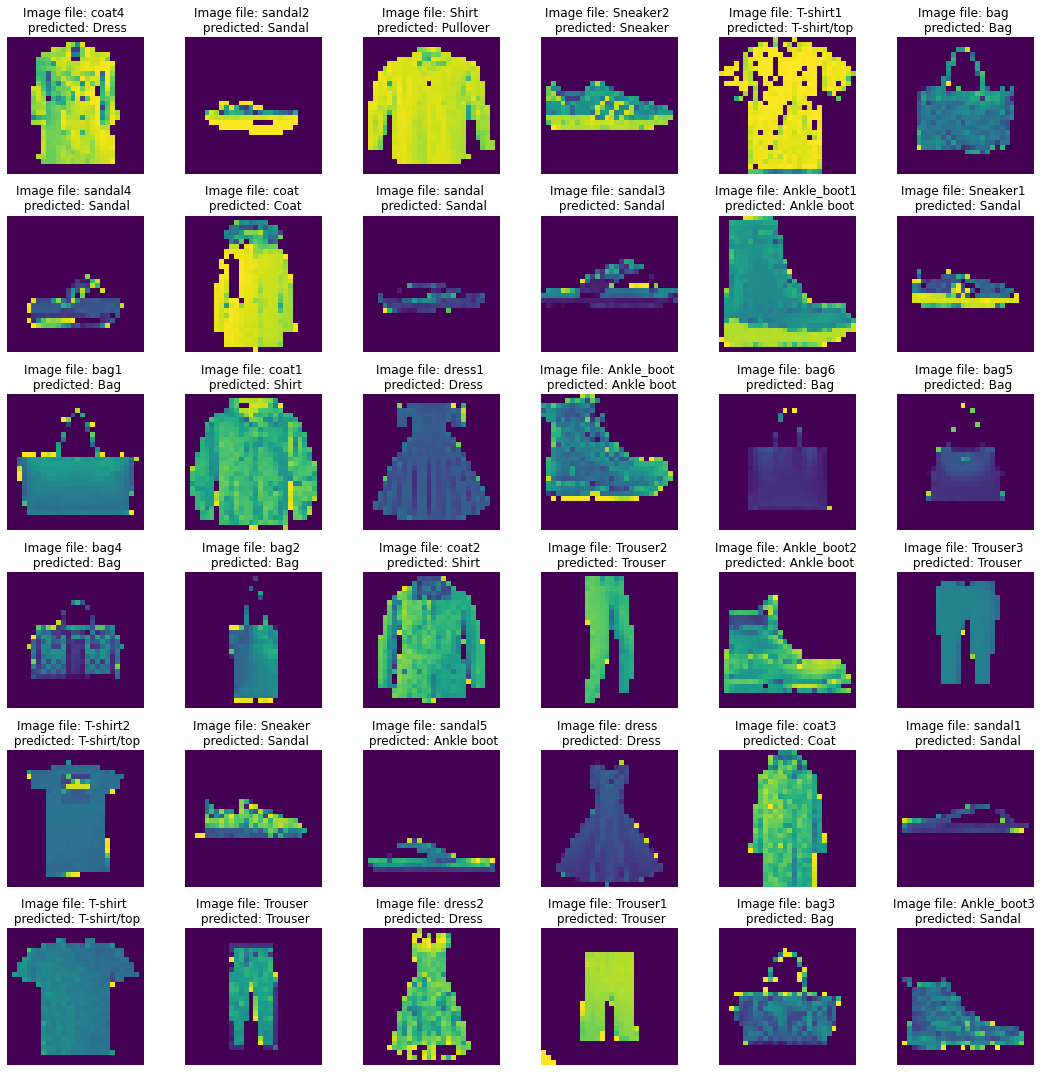 Image file: coat4
predicted: Dress
Image file: sandal2
predicted: Sandal
Image file: Shirt
predicted: Pullover
Image file: Sneaker2
predicted: Sneaker
Image file: T-shirt1
predicted: T-shirt/top
Image file: bag
predicted: Bag
Image file: sandal4
predicted: Sandal
Image file: coat
predicted: Coat
Image file: sandal
predicted: Sandal
Image file: sandal3
predicted: Sandal
Image file: Ankle_boot1
predicted: Ankle boot
Image file: Sneaker1
predicted: Sandal
Image file: bag1
predicted: Bag
Image file: coat1
predicted: Shirt
Image file: dress1
predicted: Dress
Image file: Ankle_boot
predicted: Ankle boot
Image file: bag6
predicted: Bag
Image file: bag5
predicted: Bag
Image file: bag4
predicted: Bag
Image file: bag2
predicted: Bag
Image file: coat2
predicted: Shirt
Image file: Trouser2
predicted: Trouser
Image file: Ankle_boot2
predicted: Ankle boot
Image file: Trouser3
predicted: Trouser
Image file: T-shirt2
predicted: T-shirt/top
Image file: Sneaker
predicted: Sandal
Image file: sandal5
predicted: Ankle boot
Image file: dress
predicted: Dress
Image file: coat3
predicted: Coat
Image file: sandal1
predicted: Sandal
Image file: T-shirt
predicted: T-shirt/top
Image file: Trouser
predicted: Trouser
Image file: dress2
predicted: Dress
Image file: Trouser1
predicted: Trouser
Image file: bag3
predicted: Bag
Image file: Ankle_boot3
predicted: Sandal